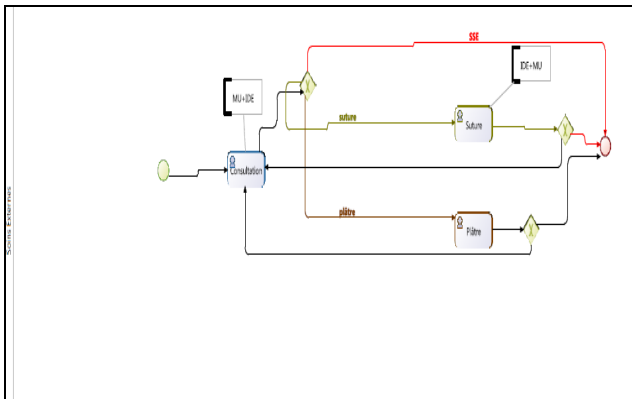 SSE
IDE+MU
MU+IDE
suture
Suture
Consultation
plâtre
Plâtre
Soins Externes